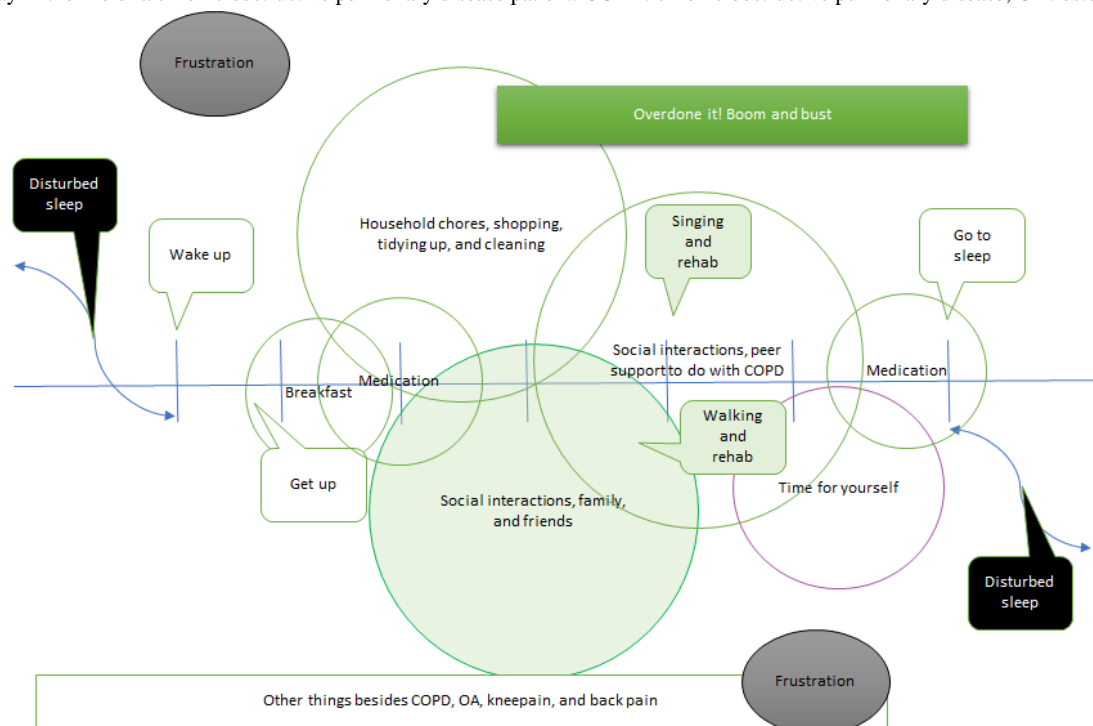 Frustration
Overdone it! Boom and bust
Disturbed
sleep
Wake up
Household chores, shopping,
tidying up, and cleaning
Singing
and
rehab
Go to
sleep
Social interactions, peer
support to do with COPD
Medication
Medication
Breakfast
Walking
and
rehab
Get up
Social interactions, family,
and friends
Time for yourself
Disturbed
sleep
Other things besides COPD, OA, kneepain, and back pain
Frustration